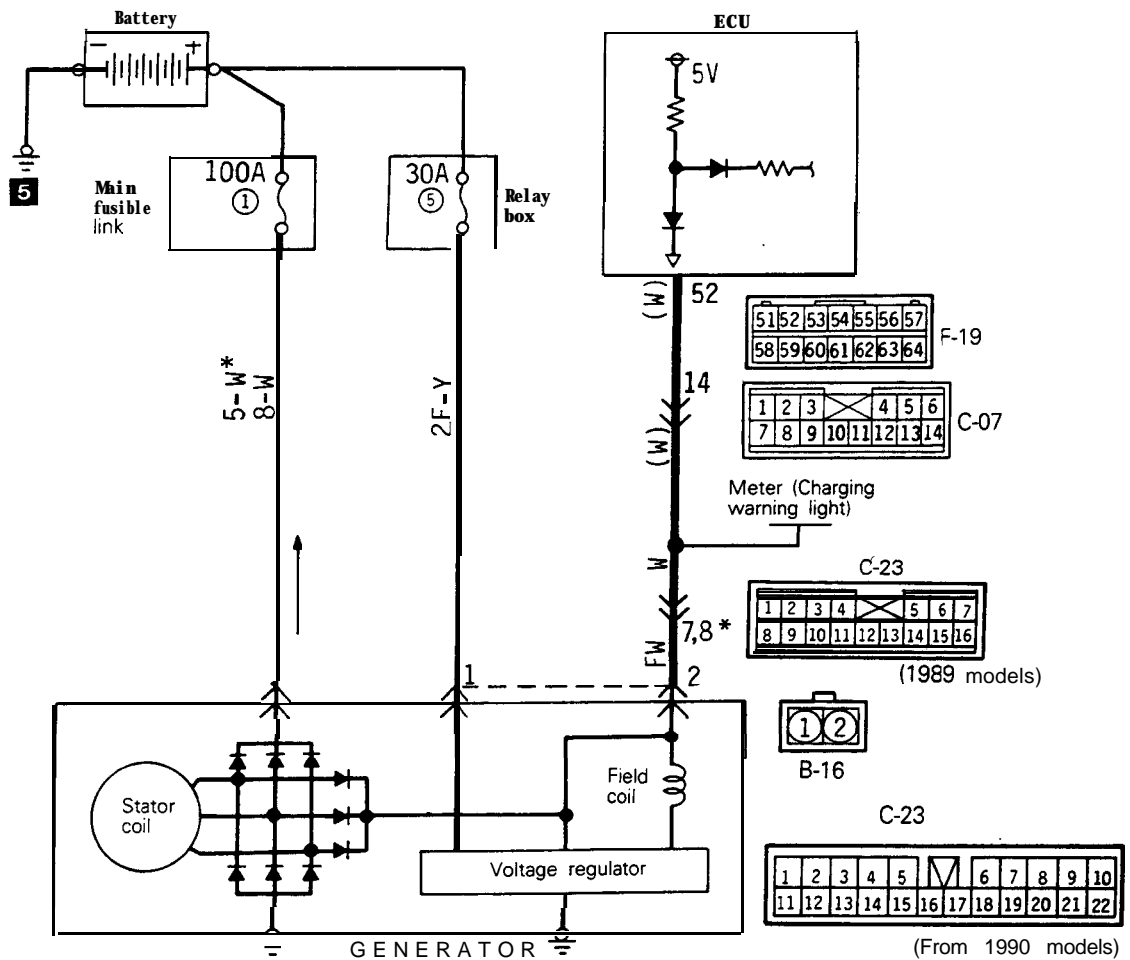 Battery
ECU
5V
5
Main
fusible
link
100A
1
30A
5
Relay
box
5-W*
8-W
2F-Y
(W)
52
51 52 53 54 55 56 57
58 59 60 61 62 63 64
F-19
14
1 2 3 4 5 6
7 8 9 10 11 12 13 14
C-07
(W)
Meter (Charging
warning light)
W
C-23
1 2 3 4 5 6 7
8 9 10 11 12 13 14 15 16
(1989 models)
7,8 *
FW
1
2
1 2
B-16
Stator
coil
Field
coil
Voltage regulator
GENERATOR
C-23
1 2 3 4 5 6 7 8 9 10
11 12 13 14 15 16 17 18 19 20 21 22
(From 1990 models)